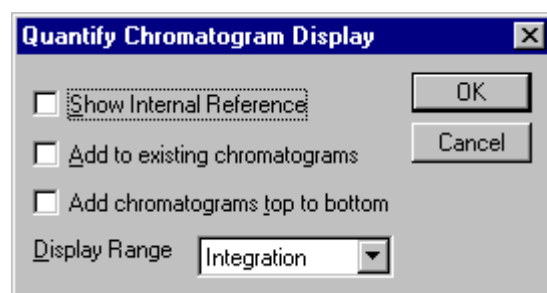 Quantify Chromatogram Display
Show Internal Reference
OK
Add to existing chromatograms
Cancel
Add chromatograms top to bottom
Display Range Integration